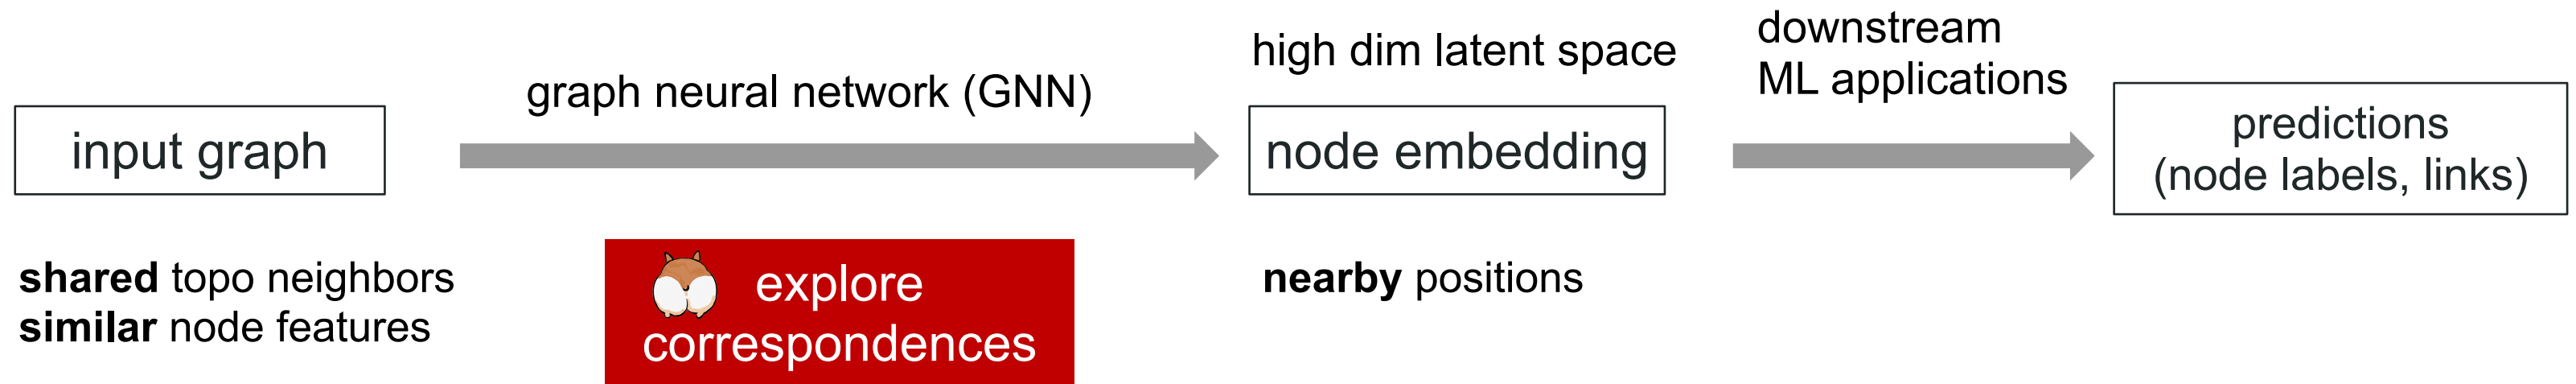 input graph
shared topo neighbors
similar node features
graph neural network (GNN)
explore
correspondences
high dim latent space
node embedding
nearby positions
downstream
ML applications
predictions
(node labels, links)